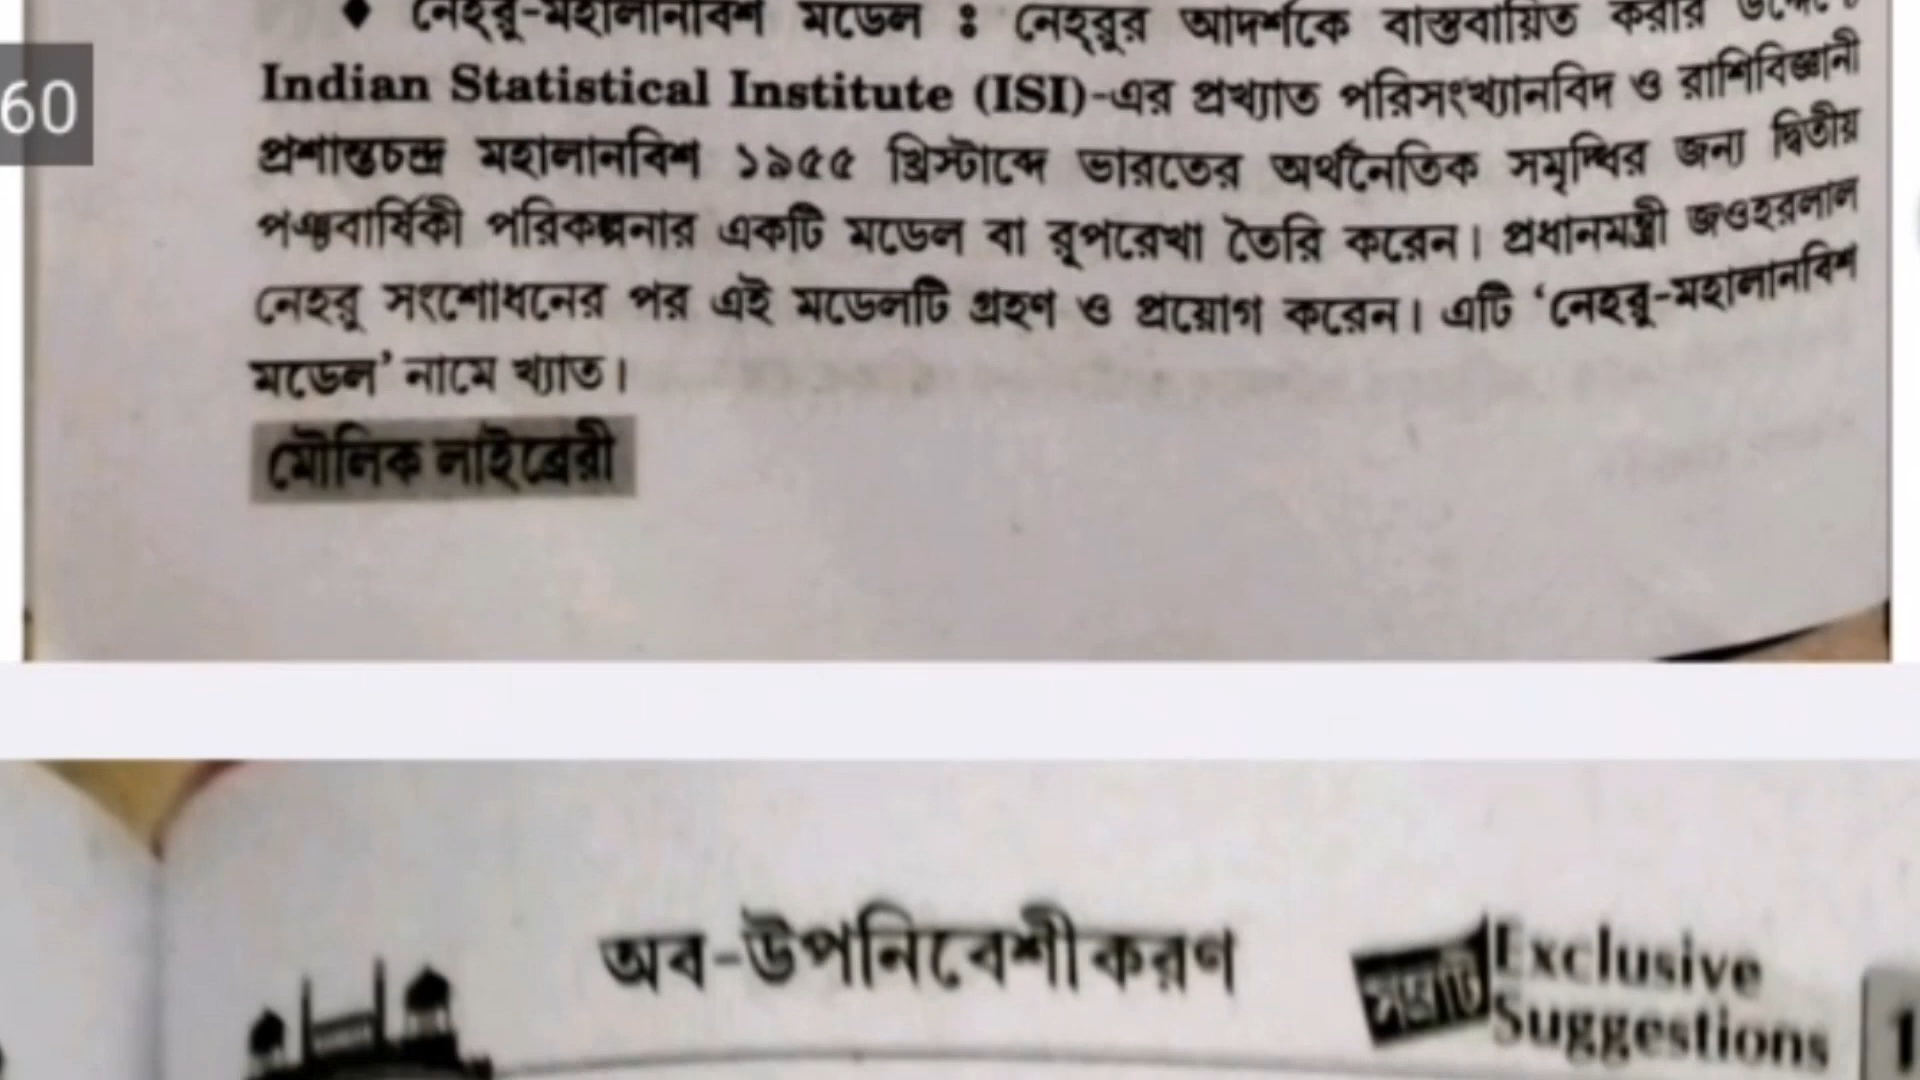 ♦ নেহরু-মহালানবিশ মডেল : নেহরুর আদর্শকে বাস্তবায়িত করার
Indian Statistical Institute (ISI)-এর প্রখ্যাত পরিসংখ্যানবিদ ও রাশিবিজ্ঞানী
60
প্রশান্তচন্দ্র মহালানবিশ ১৯৫৫ খ্রিস্টাব্দে ভারতের অর্থনৈতিক সমৃদ্ধির জন্য দ্বিতীয়
পঞ্চবার্ষিকী পরিকল্পনার একটি মডেল বা রূপরেখা তৈরি করেন। প্রধানমন্ত্রী জওহরলাল
নেহরু সংশোধনের পর এই মডেলটি গ্রহণ ও প্রয়োগ করেন। এটি ‘নেহরু-মহালানবিশ
মডেল’ নামে খ্যাত।
মৌলিক লাইব্রেরী
অব-উপনিবেশীকরণ
Exclusive
Suggestions